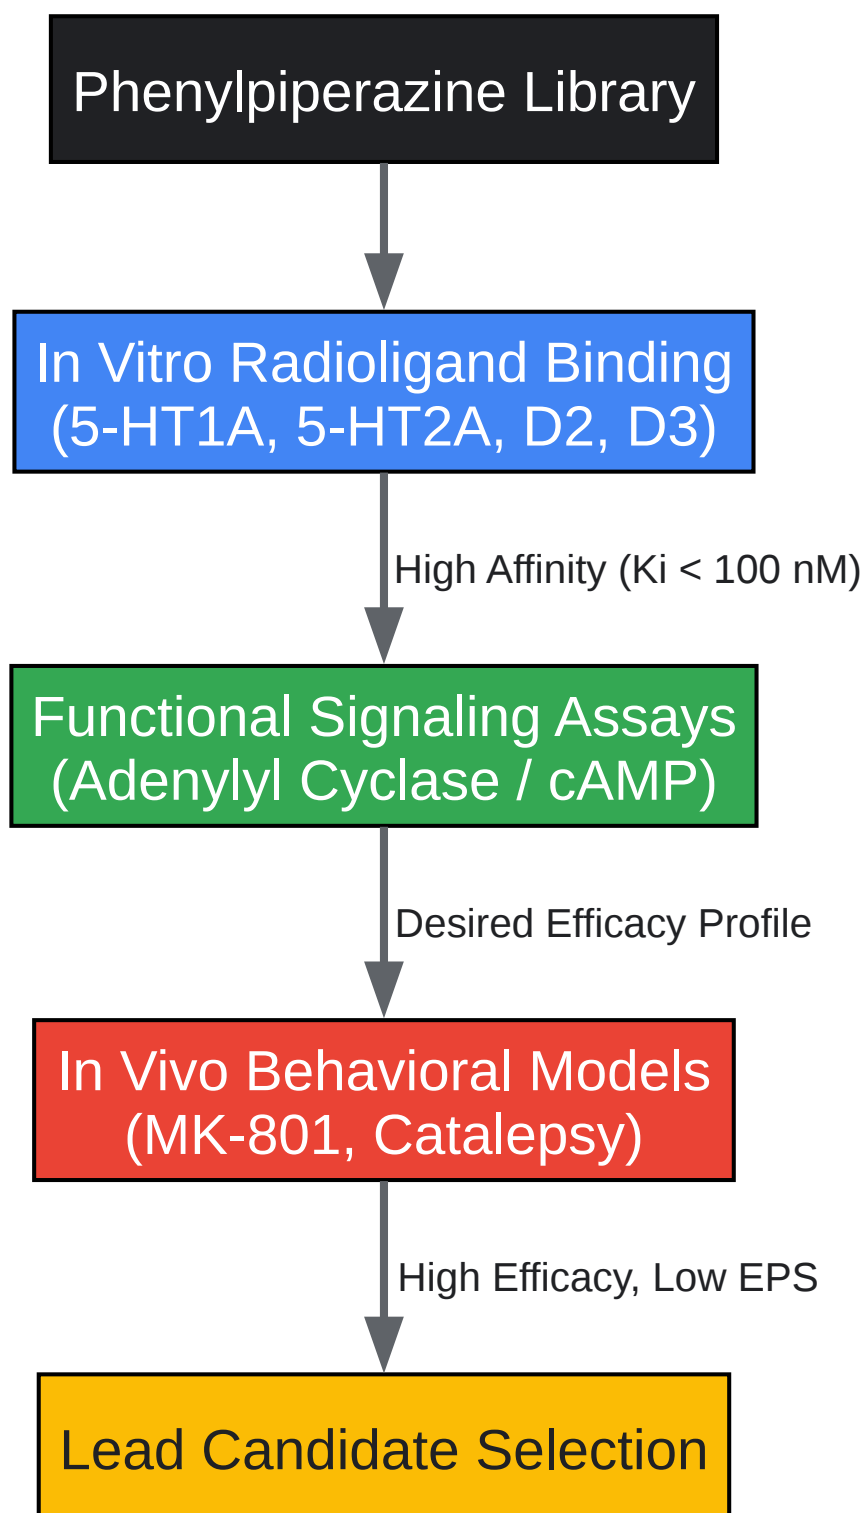 Phenylpiperazine Library
In Vitro Radioligand Binding
(5-HT1A, 5-HT2A, D2, D3)
High Affinity (Ki < 100 nM)
Functional Signaling Assays
(Adenylyl Cyclase / cAMP)
Desired Efficacy Profile
In Vivo Behavioral Models
(MK-801, Catalepsy)
High Efficacy, Low EPS
Lead Candidate Selection